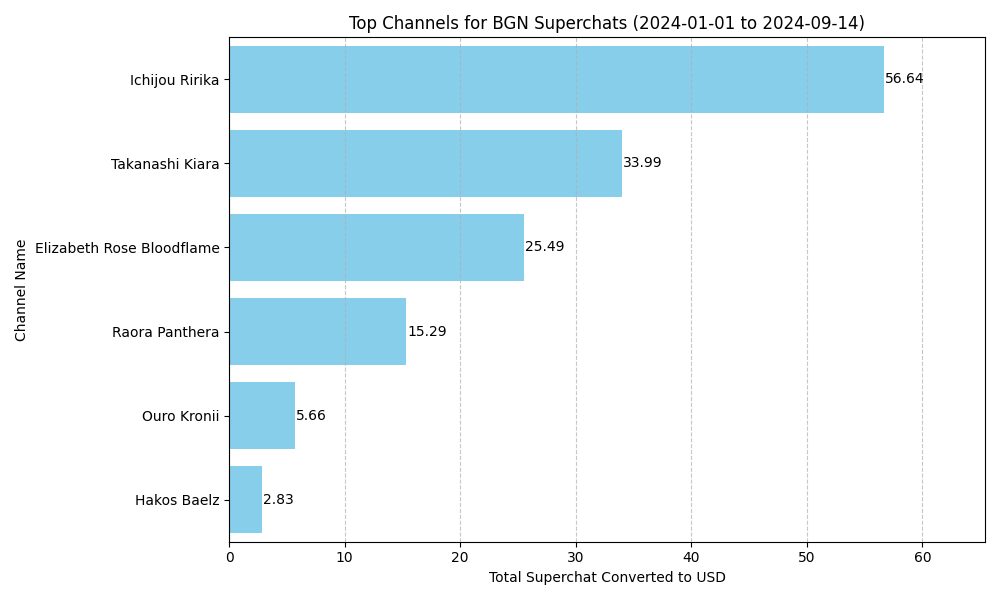 Top Channels for BGN Superchats (2024-01-01 to 2024-09-14)
Channel Name
Ichijou Ririka 56.64
Takanashi Kiara 33.99
Elizabeth Rose Bloodflame 25.49
Raora Panthera 15.29
Ouro Kronii 5.66
Hakos Baelz 2.83
0 10 20 30 40 50 60
Total Superchat Converted to USD